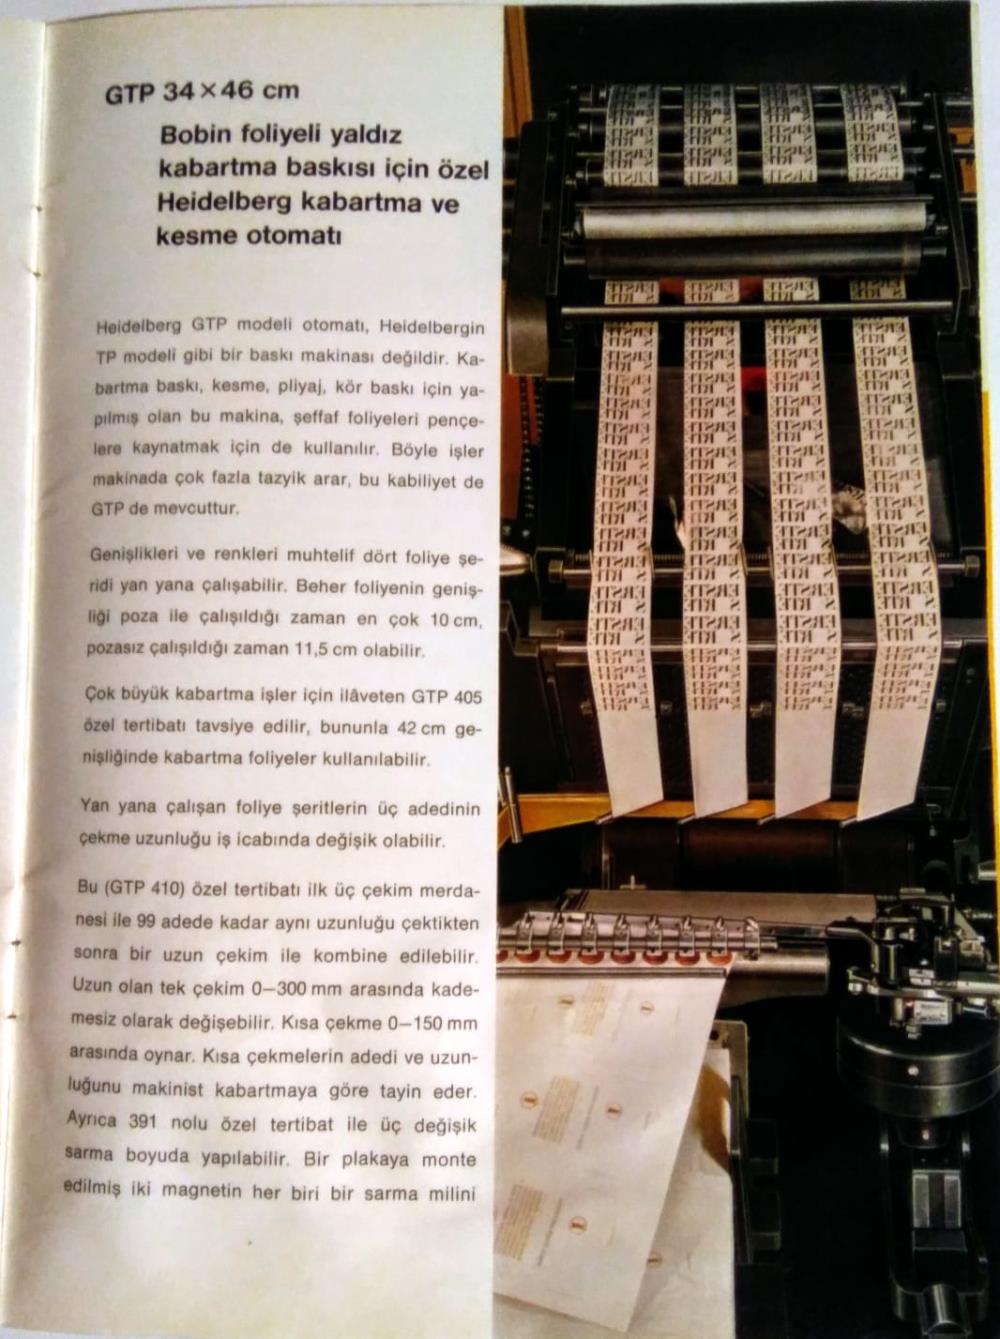 GTP 34×46 cm
Bobin foliyeli yaldız
kabartma baskısı için özel
Heidelberg kabartma ve
kesme otomatı
Heidelberg GTP modeli otomatı, Heidelbergin
TP modeli gibi bir baskı makinası değildir. Ka-
bartma baskı, kesme, pliyaj, kör baskı için ya-
pılmış olan bu makina, şeffaf foliyeleri pençe-
lere kaynatmak için de kullanılır. Böyle işler
makinada çok fazla tazyik arar, bu kabiliyet de
GTP de mevcuttur.
Genişlikleri ve renkleri muhtelif dört foliye şe-
ridi yan yana çalışabilir. Beher foliyenin geniş-
liği poza ile çalışıldığı zaman en çok 10 cm,
pozasız çalışıldığı zaman 11,5 cm olabilir.
Çok büyük kabartma işler için ilâveten GTP 405
özel tertibatı tavsiye edilir, bununla 42 cm ge-
nişliğinde kabartma foliyeler kullanılabilir.
Yan yana çalışan foliye şeritlerin üç adedinin
çekme uzunluğu iş icabında değişik olabilir.
Bu (GTP 410) özel tertibatı ilk üç çekim merda-
nesi ile 99 adede kadar aynı uzunluğu çektikten
sonra bir uzun çekim ile kombine edilebilir.
Uzun olan tek çekim 0—300 mm arasında kade-
mesiz olarak değişebilir. Kısa çekme 0—150 mm
arasında oynar. Kısa çekmelerin adedi ve uzun-
luğunu makinist kabartmaya göre tayin eder.
Ayrıca 391 nolu özel tertibat ile üç değişik
sarma boyuda yapılabilir. Bir plakaya monte
edilmiş iki magnetin her biri bir sarma milini